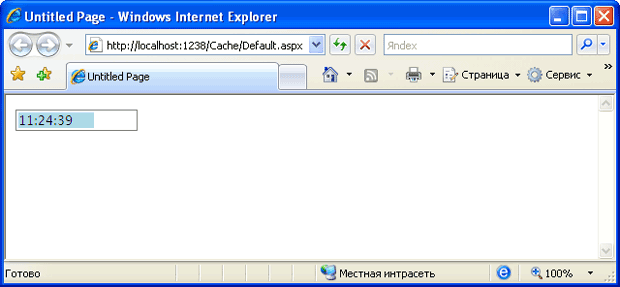 Untitled Page - Windows Internet Explorer
http://localhost:1238/Cache/Default.aspx
Яndex
Untitled Page
Страница
Сервис
»
11:24:39
Готово
Местная интрасеть
100%